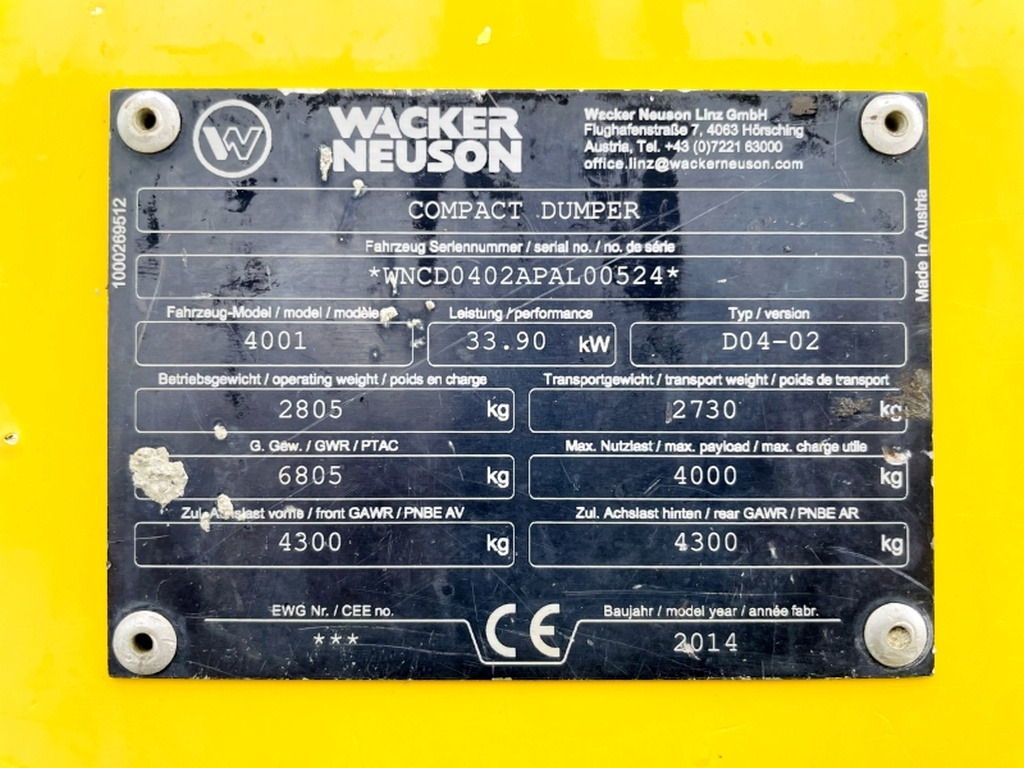 W WACKER NEUSON
Wacker Neuson Linz GmbH
Flughafenstraße 7, 4063 Hörsching
Austria, Tel. +43 (0)7221 63000
office.linz@wackerneuson.com
1000269512
Made in Austria
COMPACT DUMPER
Fahrzeug Seriennummer / serial no. / no. de série
*WNCD0402APAL00524*
Fahrzeug-Model / model / modèle Leistung / performance Typ / version
4001 33.90 kW D04-02
Betriebsgewicht / operating weight / poids en charge Transportgewicht / transport weight / poids de transport
2805 kg 2730 kg
G. Gew. / GWR / PTAC Max. Nutzlast / max. payload / max. charge utile
6805 kg 4000 kg
Zul. Achslast vorne / front GAWR / PNBE AV Zul. Achslast hinten / rear GAWR / PNBE AR
4300 kg 4300 kg
EWG Nr. / CEE no. CE Baujahr / model year / année fabr.
*** 2014